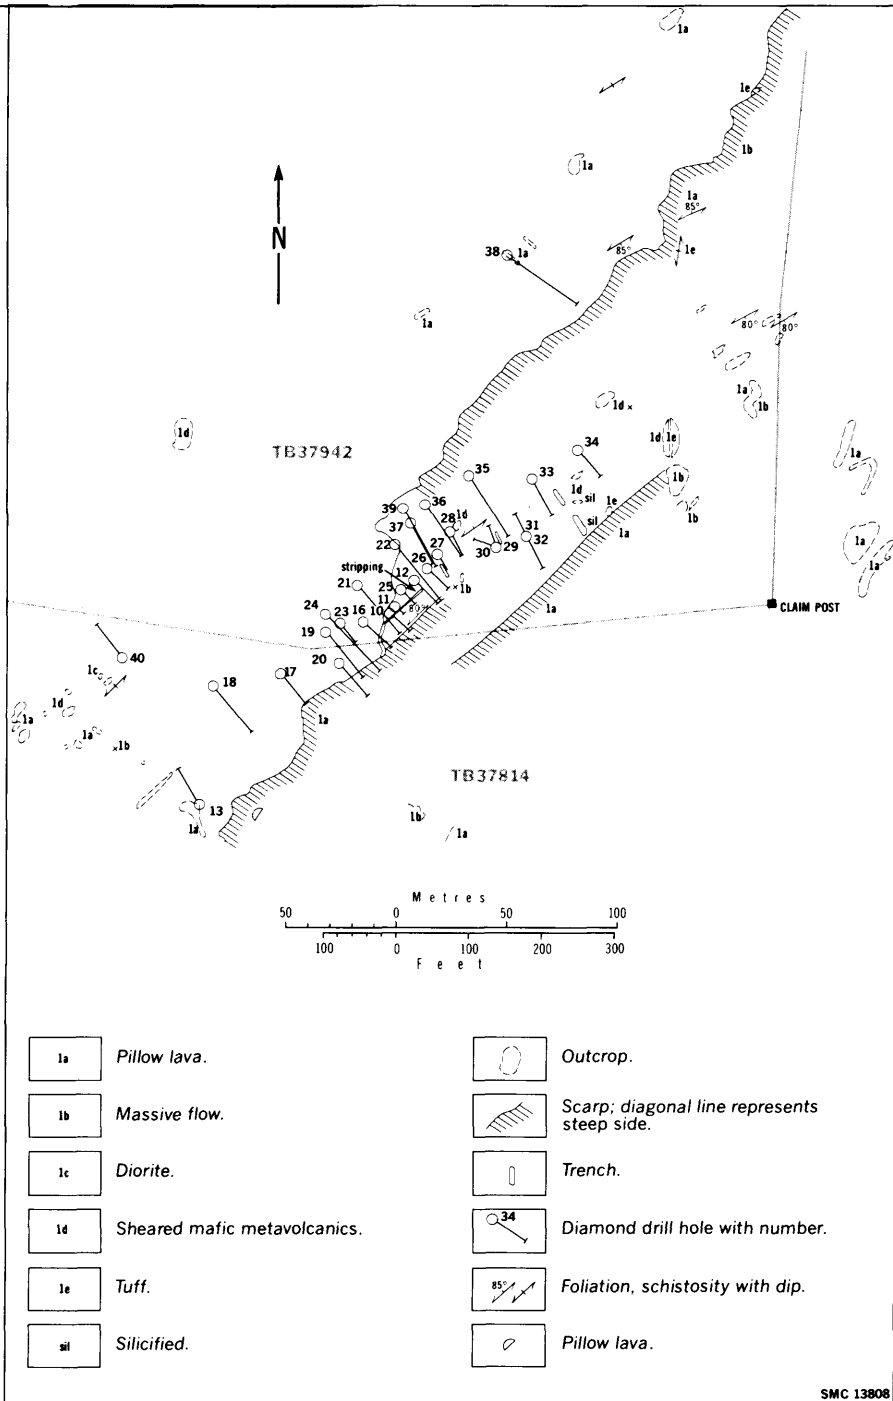 1a
1e
1b
1a
N
1a
85°
38
1a
85°
1e
1a
80°
80°
1a
1b
1d
1d
TB37942
1d
1e
34
1a
35
33
1b
1d
39
36
sil
1e
1b
37
28
1d
sil
1a
22
31
1a
27
30
29
32
stripping
26
12
1b
21
25
1a
11
80°
24
23
16
10
CLAIM POST
19
40
20
1c
17
18
1d
1a
1a
1a
1b
TB37814
13
1d
1b
1a
Metres
50 0 50 100
100 0 100 200 300
Feet
1a Pillow lava.
1b Massive flow.
1c Diorite.
1d Sheared mafic metavolcanics.
1e Tuff.
sil Silicified.
Outcrop.
Scarp; diagonal line represents
steep side.
Trench.
34 Diamond drill hole with number.
85° Foliation, schistosity with dip.
Pillow lava.
SMC 13808